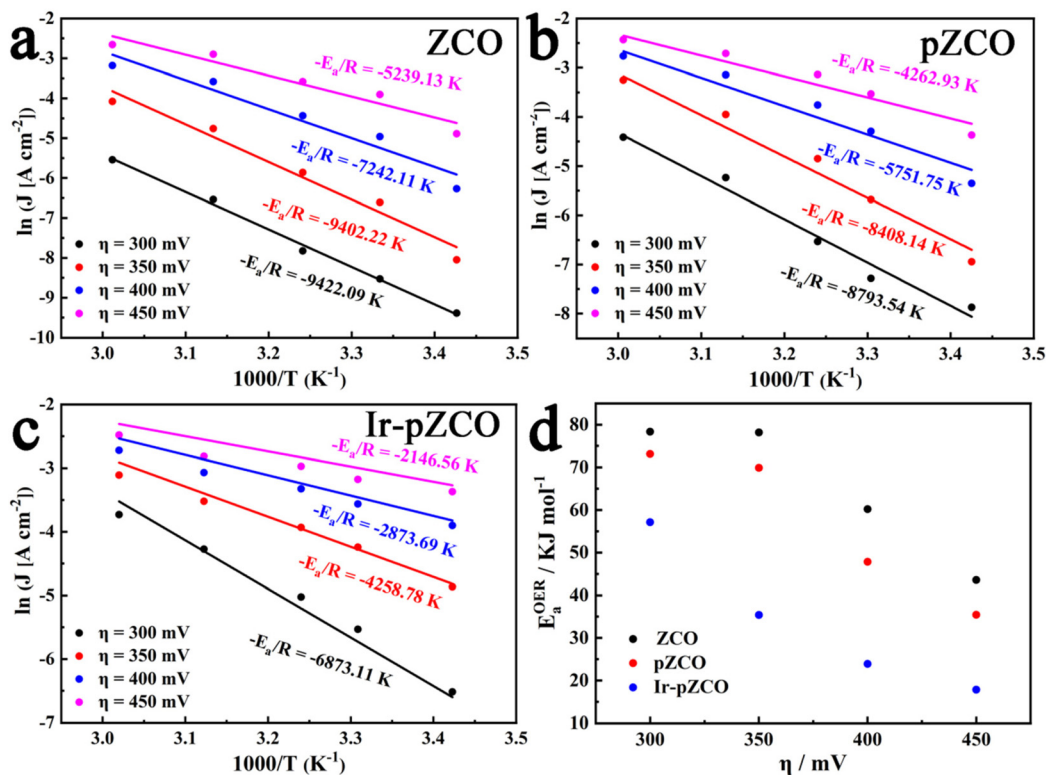 a
ZCO
-2
-3
-4
-5
-6
-7
-8
-9
-10
ln (J [A cm-2])
-Ea/R = -5239.13 K
-Ea/R = -7242.11 K
-Ea/R = -9402.22 K
-Ea/R = -9422.09 K
η = 300 mV
η = 350 mV
η = 400 mV
η = 450 mV
3.0 3.1 3.2 3.3 3.4 3.5
1000/T (K-1)
b
pZCO
-2
-3
-4
-5
-6
-7
-8
ln (J [A cm-2])
-Ea/R = -4262.93 K
-Ea/R = -5751.75 K
-Ea/R = -8408.14 K
-Ea/R = -8793.54 K
η = 300 mV
η = 350 mV
η = 400 mV
η = 450 mV
3.0 3.1 3.2 3.3 3.4 3.5
1000/T (K-1)
c
Ir-pZCO
-2
-3
-4
-5
-6
-7
ln (J [A cm-2])
-Ea/R = -2146.56 K
-Ea/R = -2873.69 K
-Ea/R = -4258.78 K
-Ea/R = -6873.11 K
η = 300 mV
η = 350 mV
η = 400 mV
η = 450 mV
3.0 3.1 3.2 3.3 3.4 3.5
1000/T (K-1)
d
80
70
60
50
40
30
20
10
EaOER / KJ mol-1
ZCO
pZCO
Ir-pZCO
300 350 400 450
η / mV